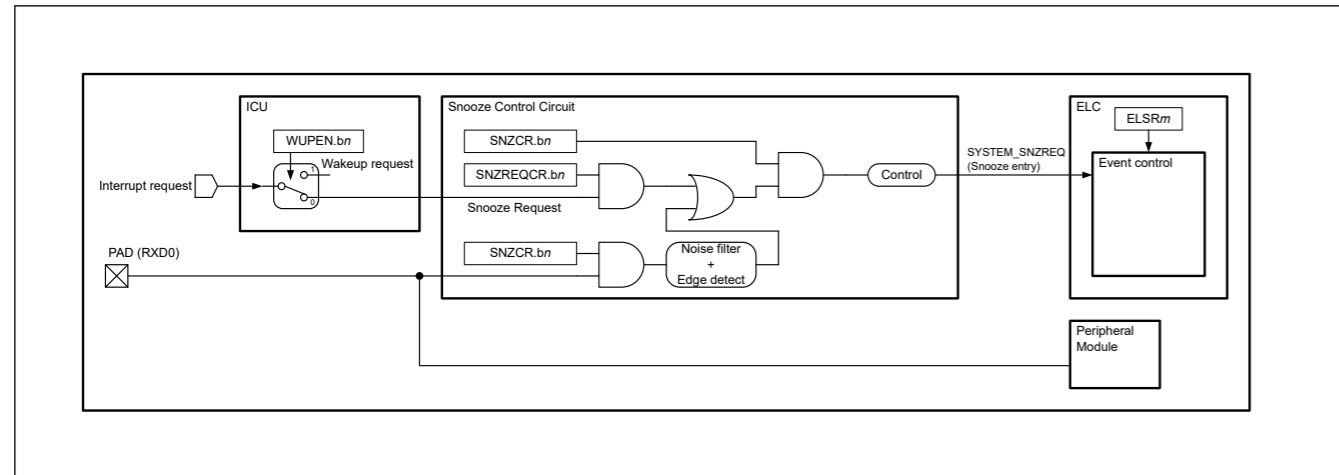 ICU
Snooze Control Circuit
ELC
WUPEN.bn
SNZCR.bn
ELSRm
1
Wakeup request
SYSTEM_SNZREQ
(Snooze entry)
Event control
Interrupt request
SNZREQCR.bn
Control
0
Snooze Request
PAD (RXD0)
SNZCR.bn
Noise filter
+
Edge detect
Peripheral
Module